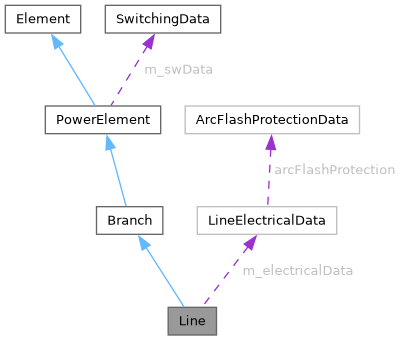 Element
SwitchingData
m_swData
PowerElement
ArcFlashProtectionData
arcFlashProtection
Branch
LineElectricalData
m_electricalData
Line